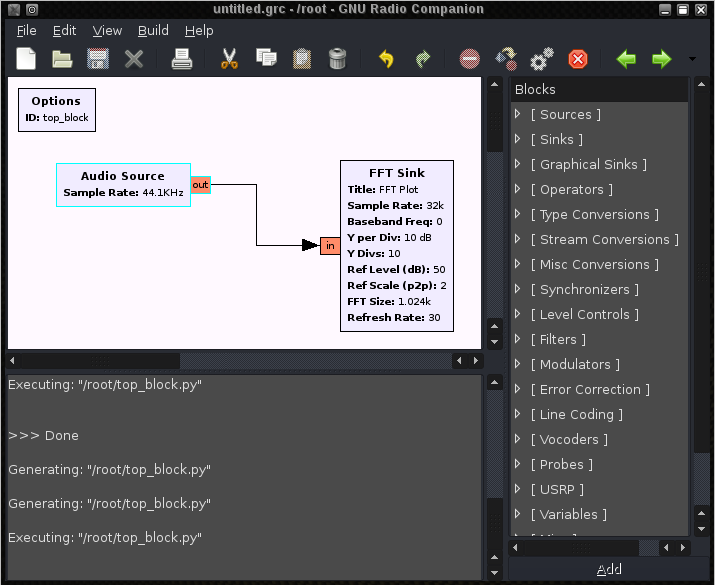 untitled.grc - /root - GNU Radio Companion
File Edit View Build Help
Options
ID: top_block
Audio Source
Sample Rate: 44.1KHz
out
in
FFT Sink
Title: FFT Plot
Sample Rate: 32k
Baseband Freq: 0
Y per Div: 10 dB
Y Divs: 10
Ref Level (dB): 50
Ref Scale (p2p): 2
FFT Size: 1.024k
Refresh Rate: 30
Executing: "/root/top_block.py"
>>> Done
Generating: "/root/top_block.py"
Generating: "/root/top_block.py"
Executing: "/root/top_block.py"
Blocks
[ Sources ]
[ Sinks ]
[ Graphical Sinks ]
[ Operators ]
[ Type Conversions ]
[ Stream Conversions ]
[ Misc Conversions ]
[ Synchronizers ]
[ Level Controls ]
[ Filters ]
[ Modulators ]
[ Error Correction ]
[ Line Coding ]
[ Vocoders ]
[ Probes ]
[ USRP ]
[ Variables ]
Add